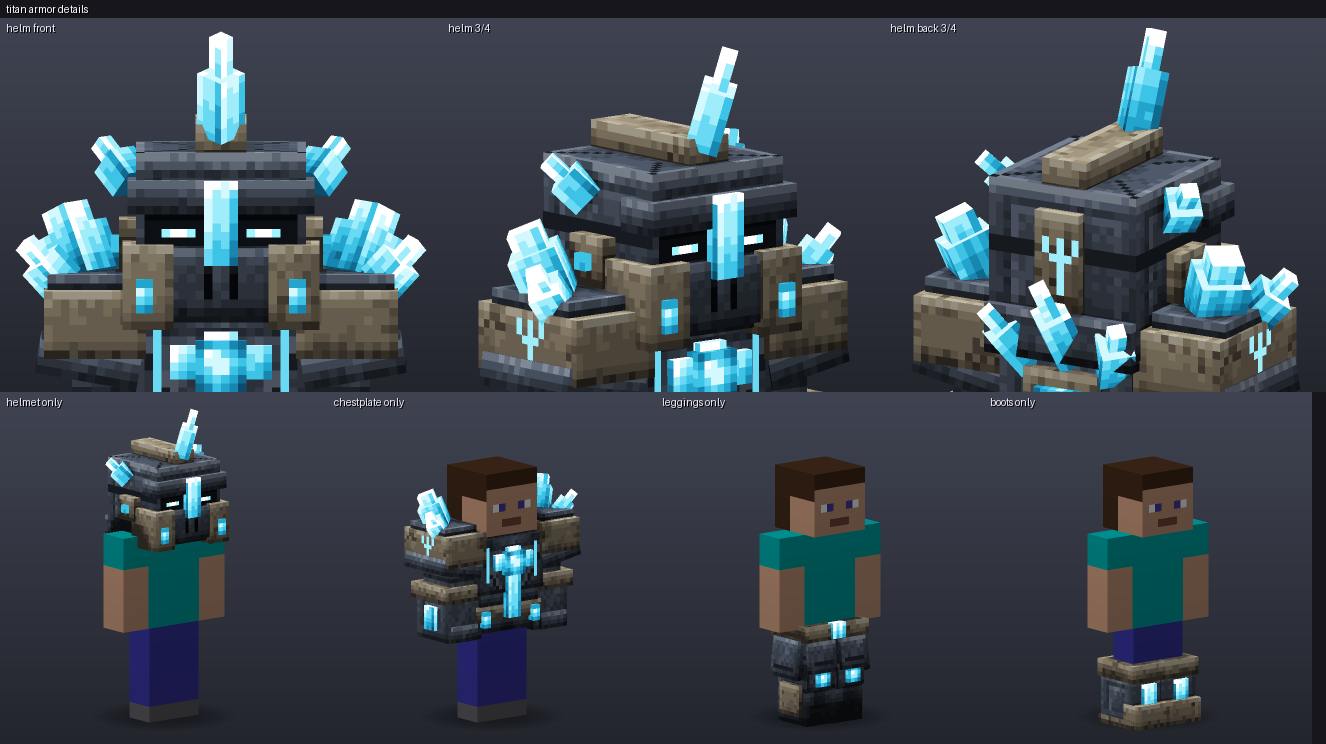 titan armor details
helm front
helm 3/4
helm back 3/4
helmet only
chestplate only
leggings only
boots only